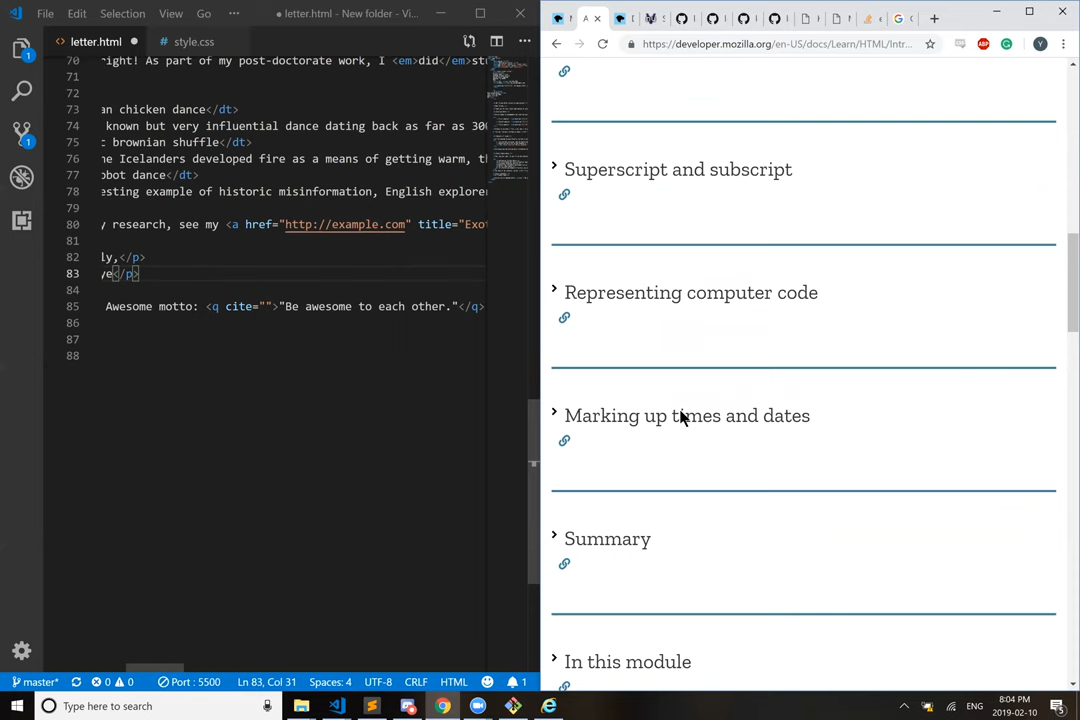 File Edit Selection View Go ··· ● letter.html - New folder - Vi...
letter.html ● style.css ···
70 right! As part of my post-doctorate work, I <em>did</em>stu
71
72
73 an chicken dance</dt>
74 known but very influential dance dating back as far as 300
75 c brownian shuffle</dt>
76 he Icelanders developed fire as a means of getting warm, th
77 obot dance</dt>
78 esting example of historic misinformation, English explorer
79
80 y research, see my <a href="http://example.com" title="Exot
81
82 ly,</p>
83 ye</p>
84
85 Awesome motto: <q cite="">"Be awesome to each other."</q>
86
87
88
master* 0 0 Port : 5500 Ln 83, Col 31 Spaces: 4 UTF-8 CRLF HTML 1
https://developer.mozilla.org/en-US/docs/Learn/HTML/Intr...
ABP
Y
Superscript and subscript
Representing computer code
Marking up times and dates
Summary
In this module
Type here to search
ENG
8:04 PM
2019-02-10
5